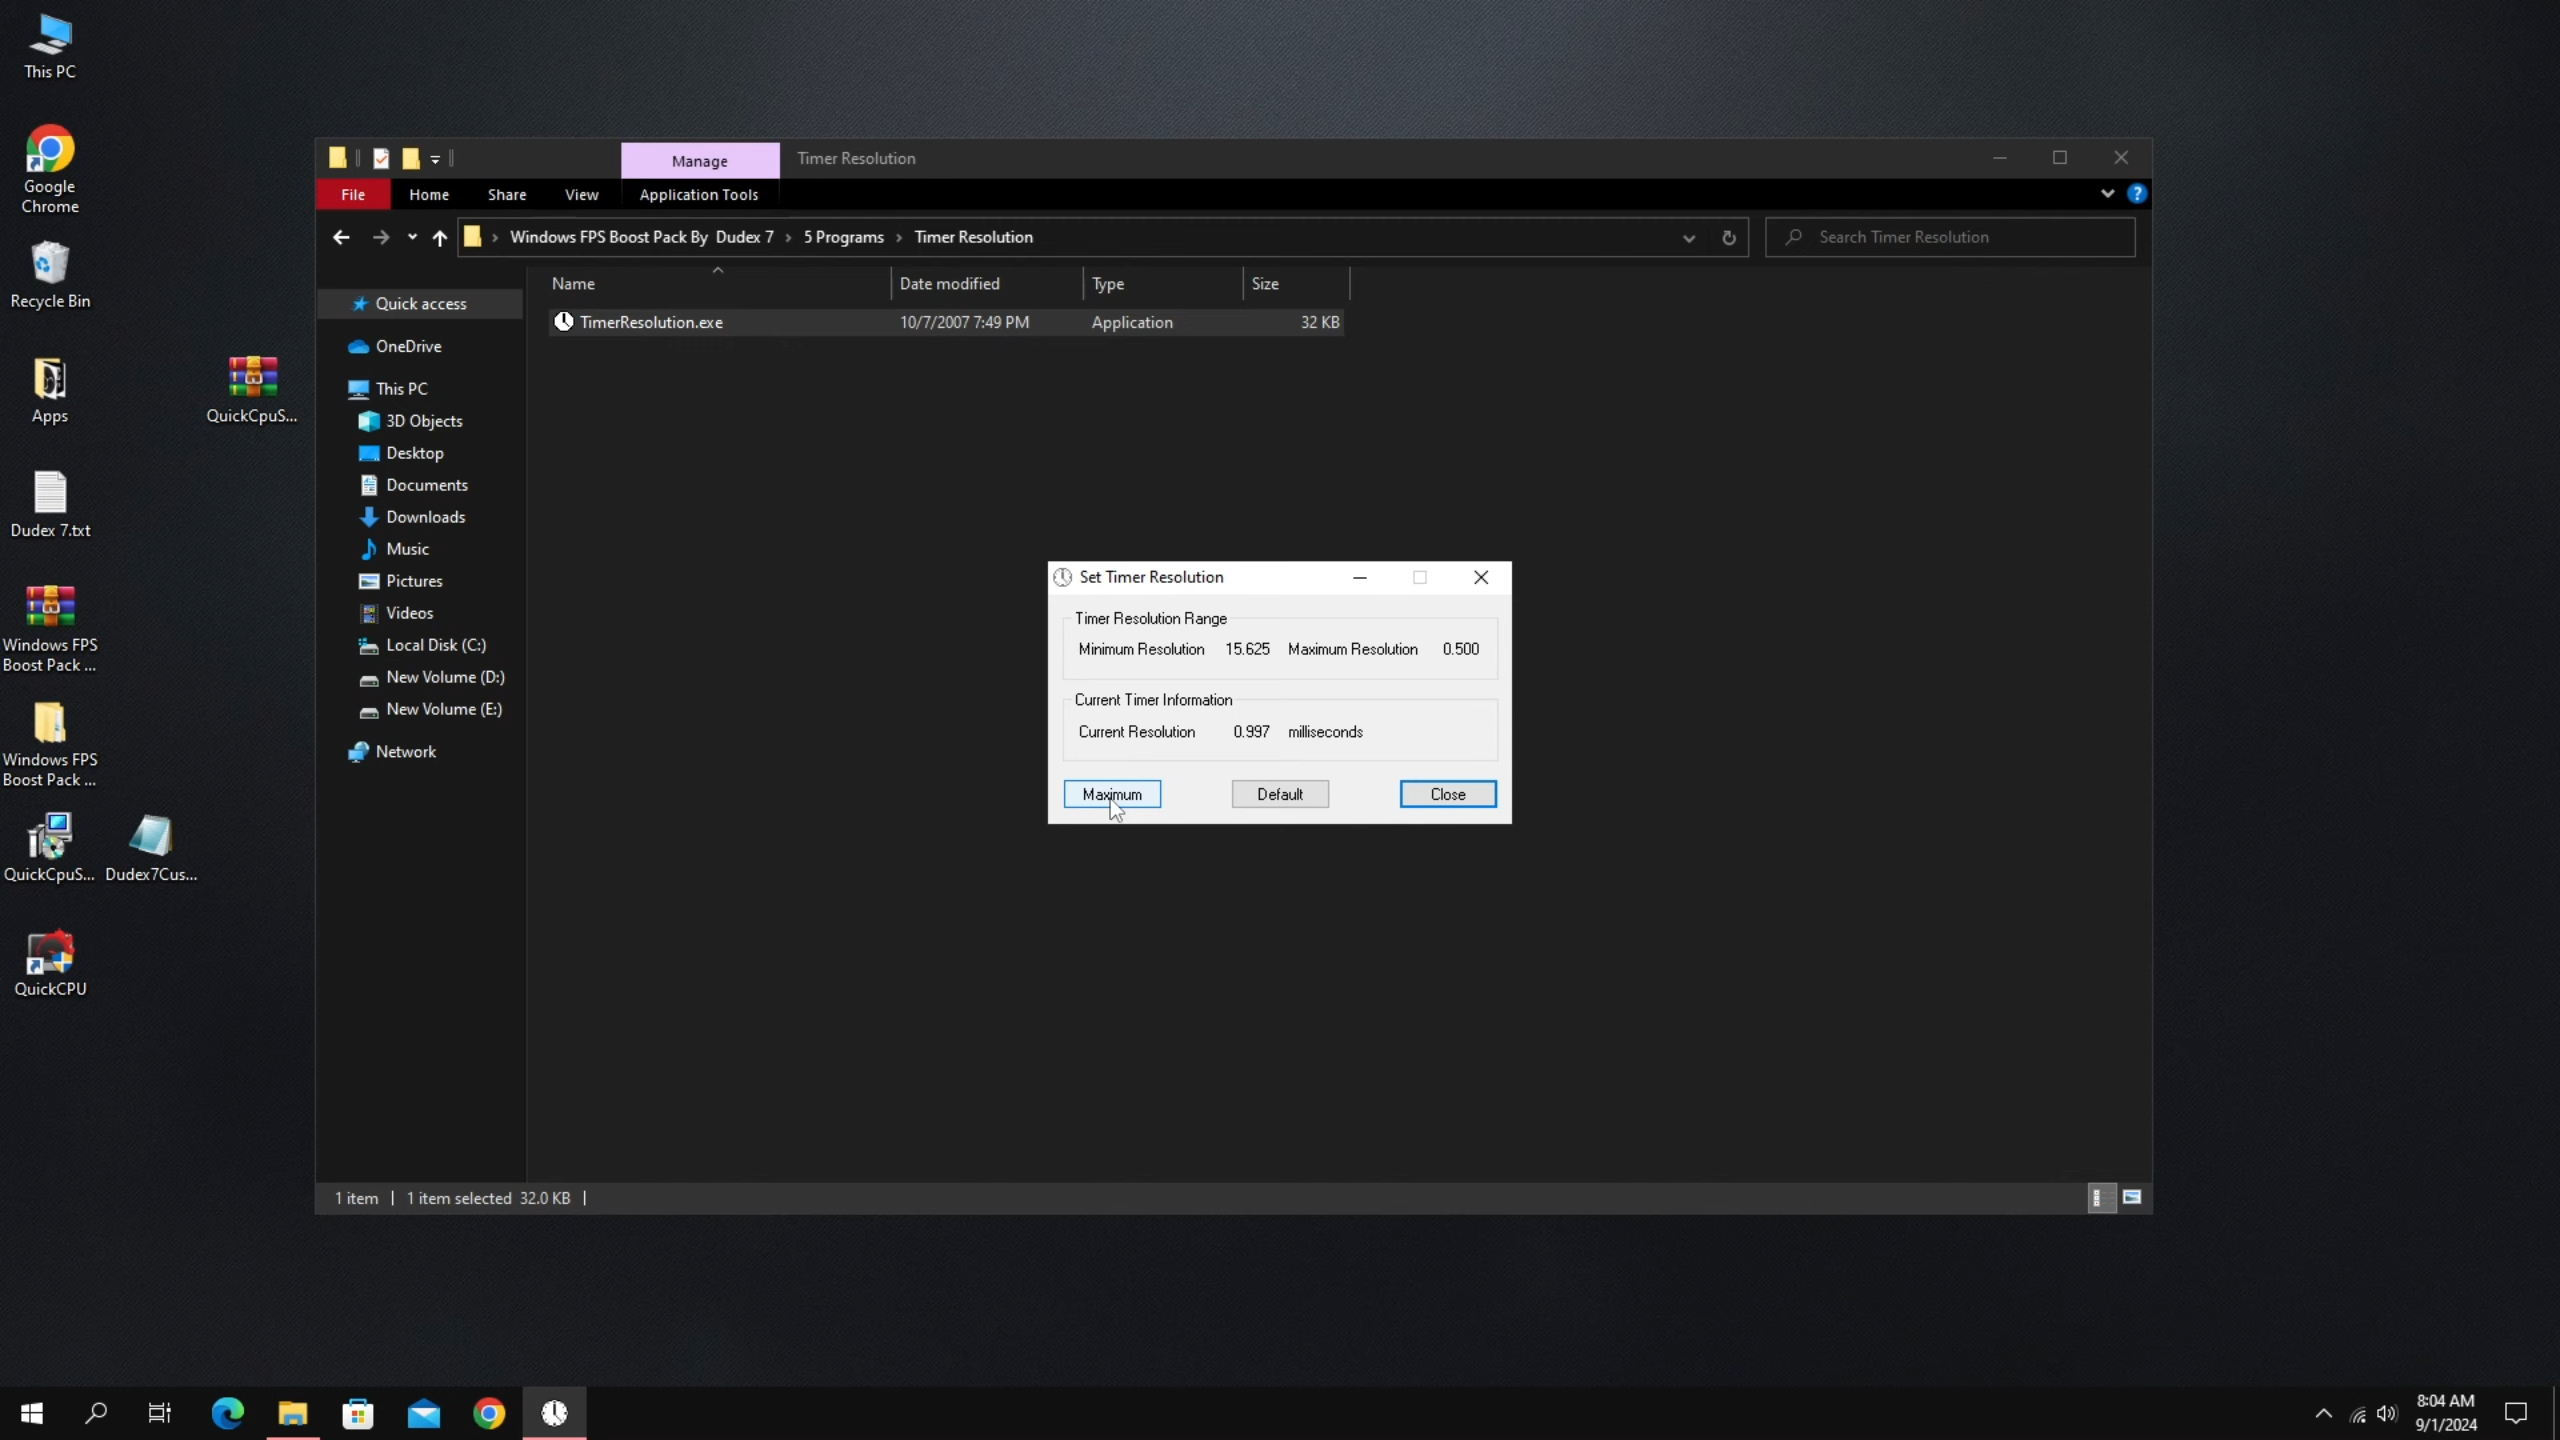 This PC
Google
Chrome
Recycle Bin
Apps
QuickCpuS...
Dudex 7.txt
Windows FPS
Boost Pack ...
Windows FPS
Boost Pack ...
QuickCpuS...
Dudex7Cus...
QuickCPU
Manage
Timer Resolution
File
Home
Share
View
Application Tools
Windows FPS Boost Pack By Dudex 7 › 5 Programs › Timer Resolution
Search Timer Resolution
Name
Date modified
Type
Size
TimerResolution.exe
10/7/2007 7:49 PM
Application
32 KB
Quick access
OneDrive
This PC
3D Objects
Desktop
Documents
Downloads
Music
Pictures
Videos
Local Disk (C:)
New Volume (D:)
New Volume (E:)
Network
Set Timer Resolution
Timer Resolution Range
Minimum Resolution 15.625 Maximum Resolution 0.500
Current Timer Information
Current Resolution 0.997 milliseconds
Maximum
Default
Close
1 item
1 item selected 32.0 KB
8:04 AM
9/1/2024